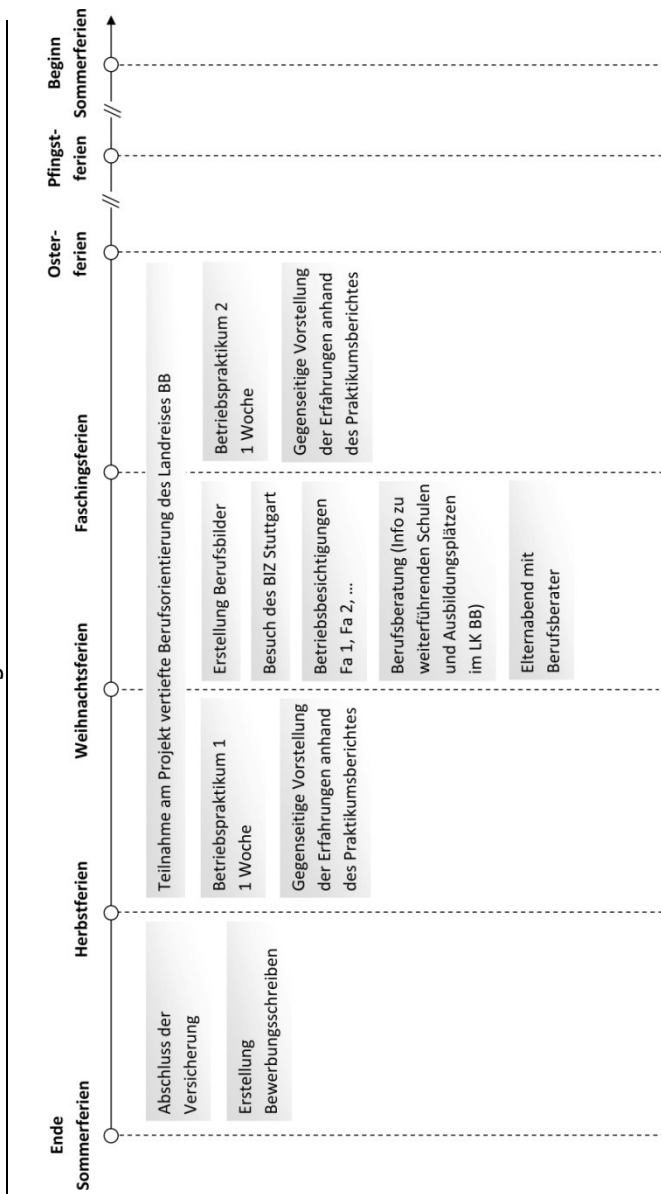 Ende
Sommerferien
Herbstferien
Weihnachtsferien
Faschingsferien
Oster-
ferien
Pfingst-
ferien
Beginn
Sommerferien
Abschluss der
Versicherung
Erstellung
Bewerbungsschreiben
Teilnahme am Projekt vertiefte Berufsorientierung des Landreises BB
Betriebspraktikum 1
1 Woche
Gegenseitige Vorstellung
der Erfahrungen anhand
des Praktikumsberichtes
Erstellung Berufsbilder
Besuch des BIZ Stuttgart
Betriebsbesichtigungen
Fa 1, Fa 2, ...
Berufsberatung (Info zu
weiterführenden Schulen
und Ausbildungsplätzen
im LK BB)
Elternabend mit
Berufsberater
Betriebspraktikum 2
1 Woche
Gegenseitige Vorstellung
der Erfahrungen anhand
des Praktikumsberichtes